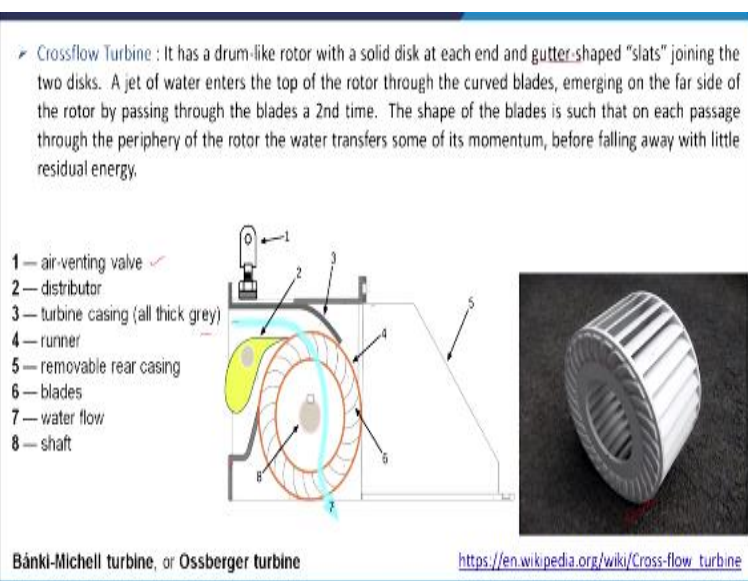 ➤ Crossflow Turbine : It has a drum-like rotor with a solid disk at each end and gutter-shaped “slats” joining the
two disks. A jet of water enters the top of the rotor through the curved blades, emerging on the far side of
the rotor by passing through the blades a 2nd time. The shape of the blades is such that on each passage
through the periphery of the rotor the water transfers some of its momentum, before falling away with little
residual energy.
1 — air-venting valve
2 — distributor
3 — turbine casing (all thick grey)
4 — runner
5 — removable rear casing
6 — blades
7 — water flow
8 — shaft
1
2
3
4
5
6
7
8
Bánki-Michell turbine, or Ossberger turbine
https://en.wikipedia.org/wiki/Cross-flow_turbine